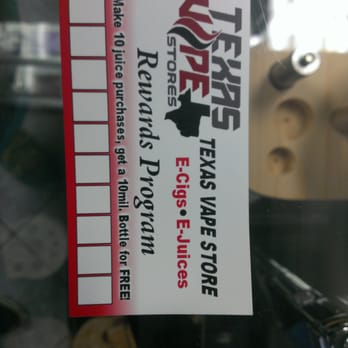 TEXAS
VAPE
STORES
TEXAS VAPE STORE
E-Cigs • E-Juices
Rewards Program
Make 10 juice purchases, get a 10mil. Bottle for FREE!